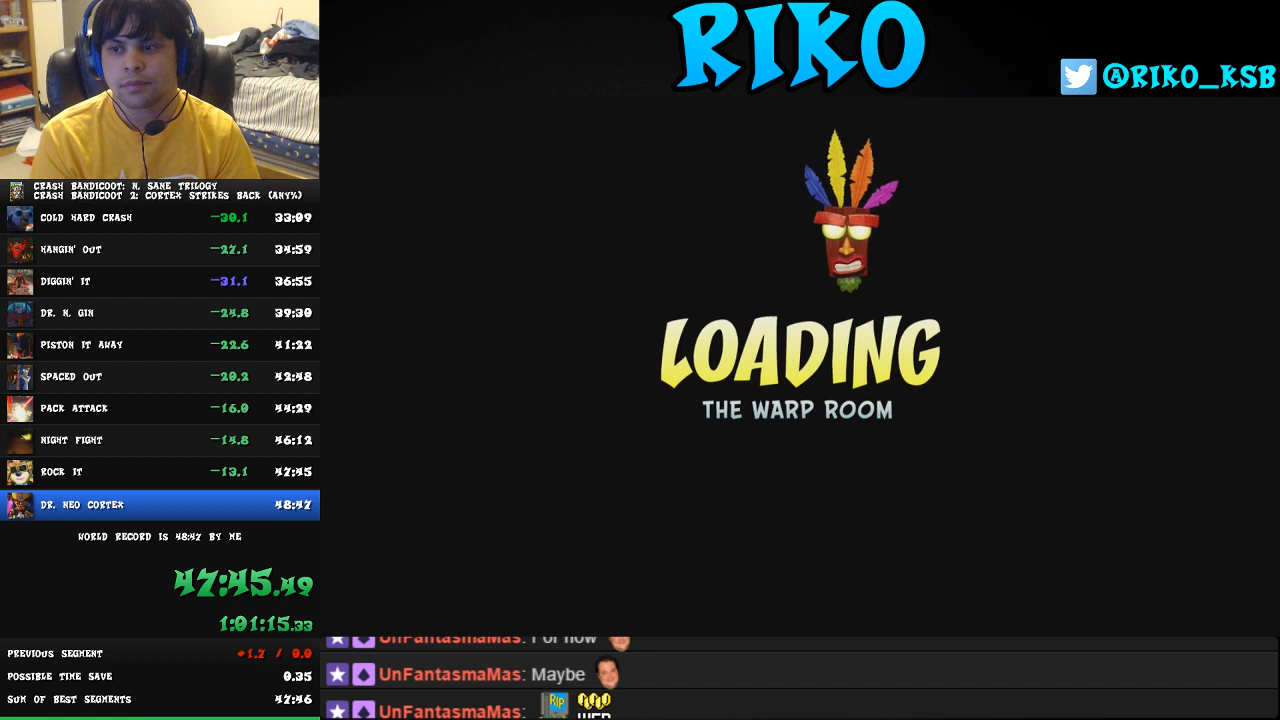 RIKO
@RIKO_KSB
CRASH BANDICOOT: N. SANE TRILOGY
CRASH BANDICOOT 2: CORTEX STRIKES BACK (ANY%)
COLD HARD CRASH -30.1 33:09
HANGIN' OUT -27.1 34:59
DIGGIN' IT -31.1 36:55
DR. N. GIN -24.8 39:30
PISTON IT AWAY -22.6 41:22
SPACED OUT -20.2 42:48
PACK ATTACK -16.0 44:29
NIGHT FIGHT -14.8 46:12
ROCK IT -13.1 47:45
DR. NEO CORTEX 48:47
WORLD RECORD IS 48:47 BY ME
47:45.49
1:01:15.33
PREVIOUS SEGMENT +1.7 / 0.0
POSSIBLE TIME SAVE 0.35
SUM OF BEST SEGMENTS 47:46
LOADING
THE WARP ROOM
UnFantasmaMas: For now
UnFantasmaMas: Maybe
UnFantasmaMas: RIP